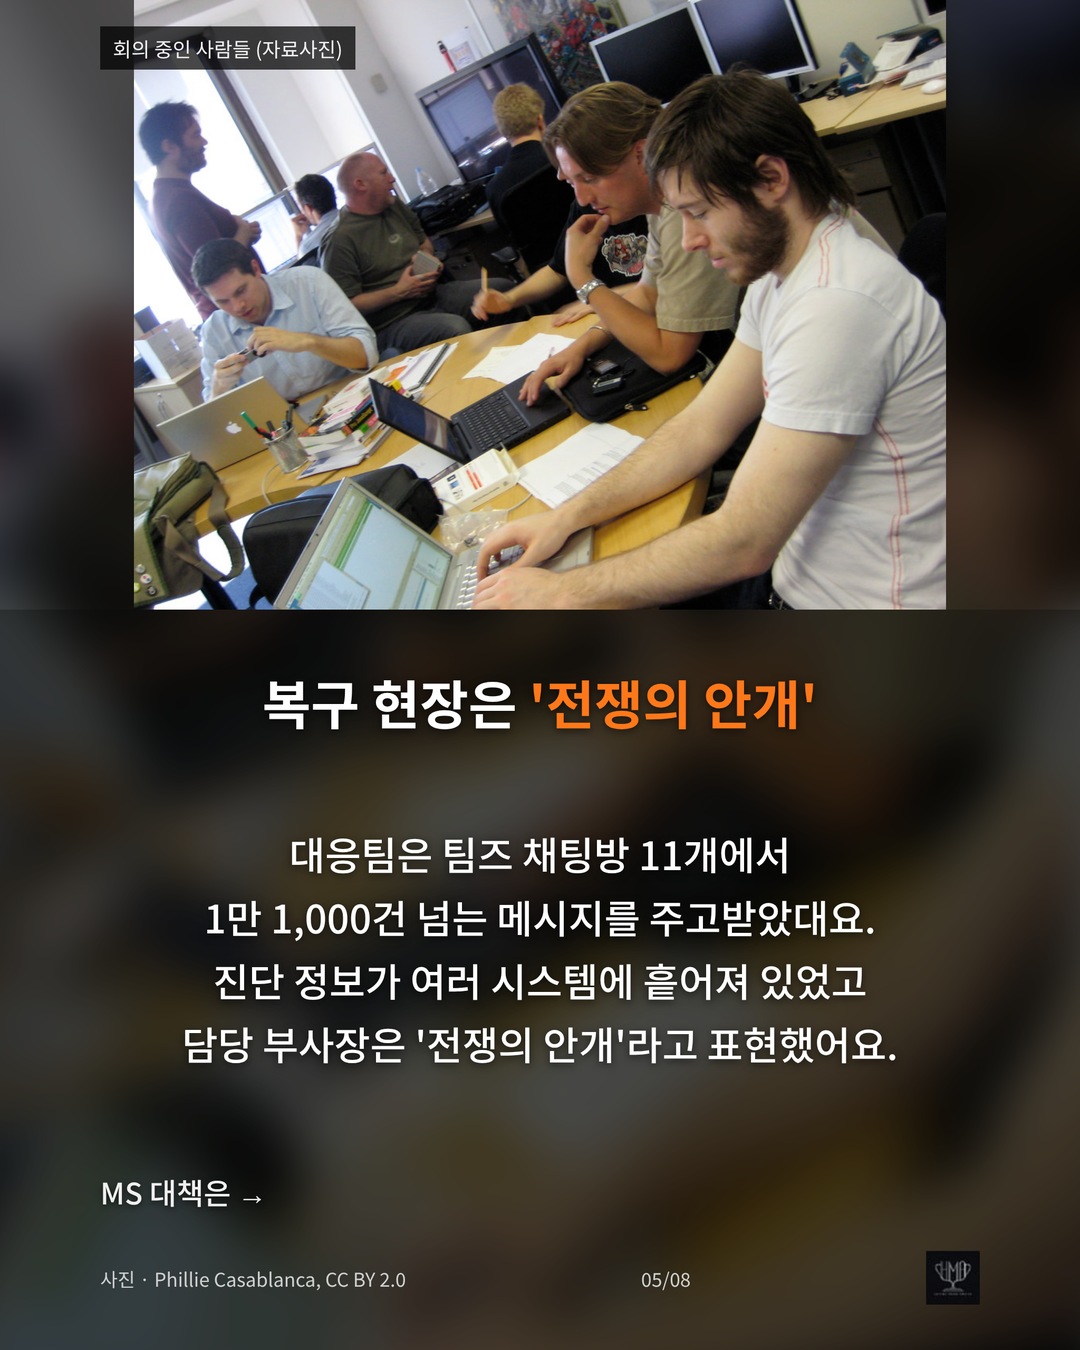 회의 중인 사람들 (자료사진)
복구 현장은 '전쟁의 안개'
대응팀은 팀즈 채팅방 11개에서
1만 1,000건 넘는 메시지를 주고받았대요.
진단 정보가 여러 시스템에 흩어져 있었고
담당 부사장은 '전쟁의 안개'라고 표현했어요.
MS 대책은 →
사진 · Phillie Casablanca, CC BY 2.0
05/08